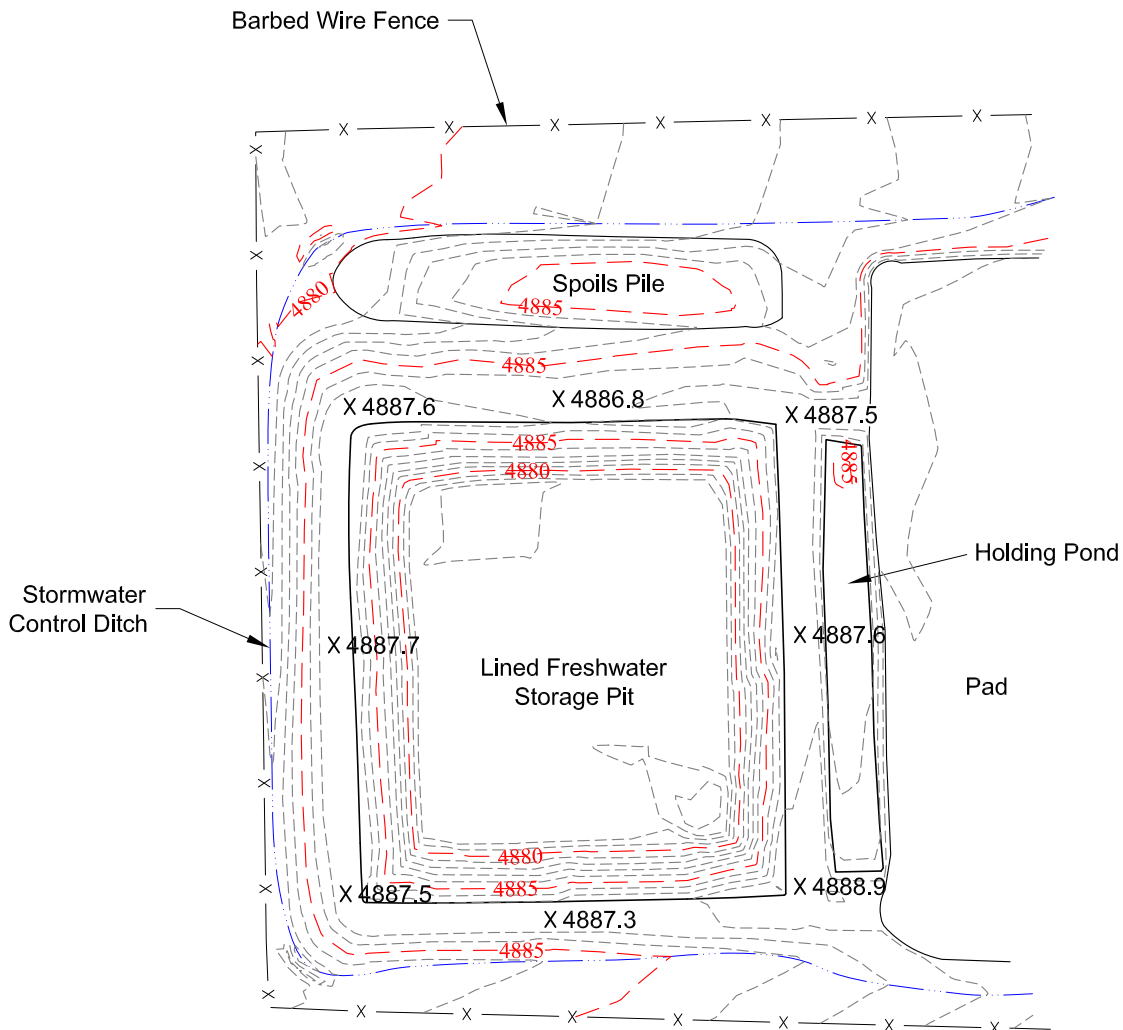 Barbed Wire Fence
Spoils Pile
4880
4885
4885
X 4887.6
X 4886.8
X 4887.5
4885
4885
4880
Holding Pond
Stormwater
Control Ditch
X 4887.7
X 4887.6
Lined Freshwater
Storage Pit
Pad
4880
4885
X 4887.5
X 4888.9
X 4887.3
4885